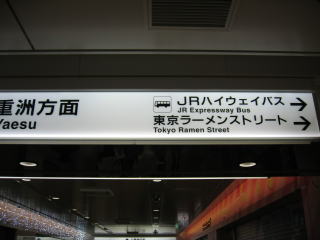 重洲方面
Yaesu
JRハイウェイバス →
JR Expressway Bus
東京ラーメンストリート →
Tokyo Ramen Street